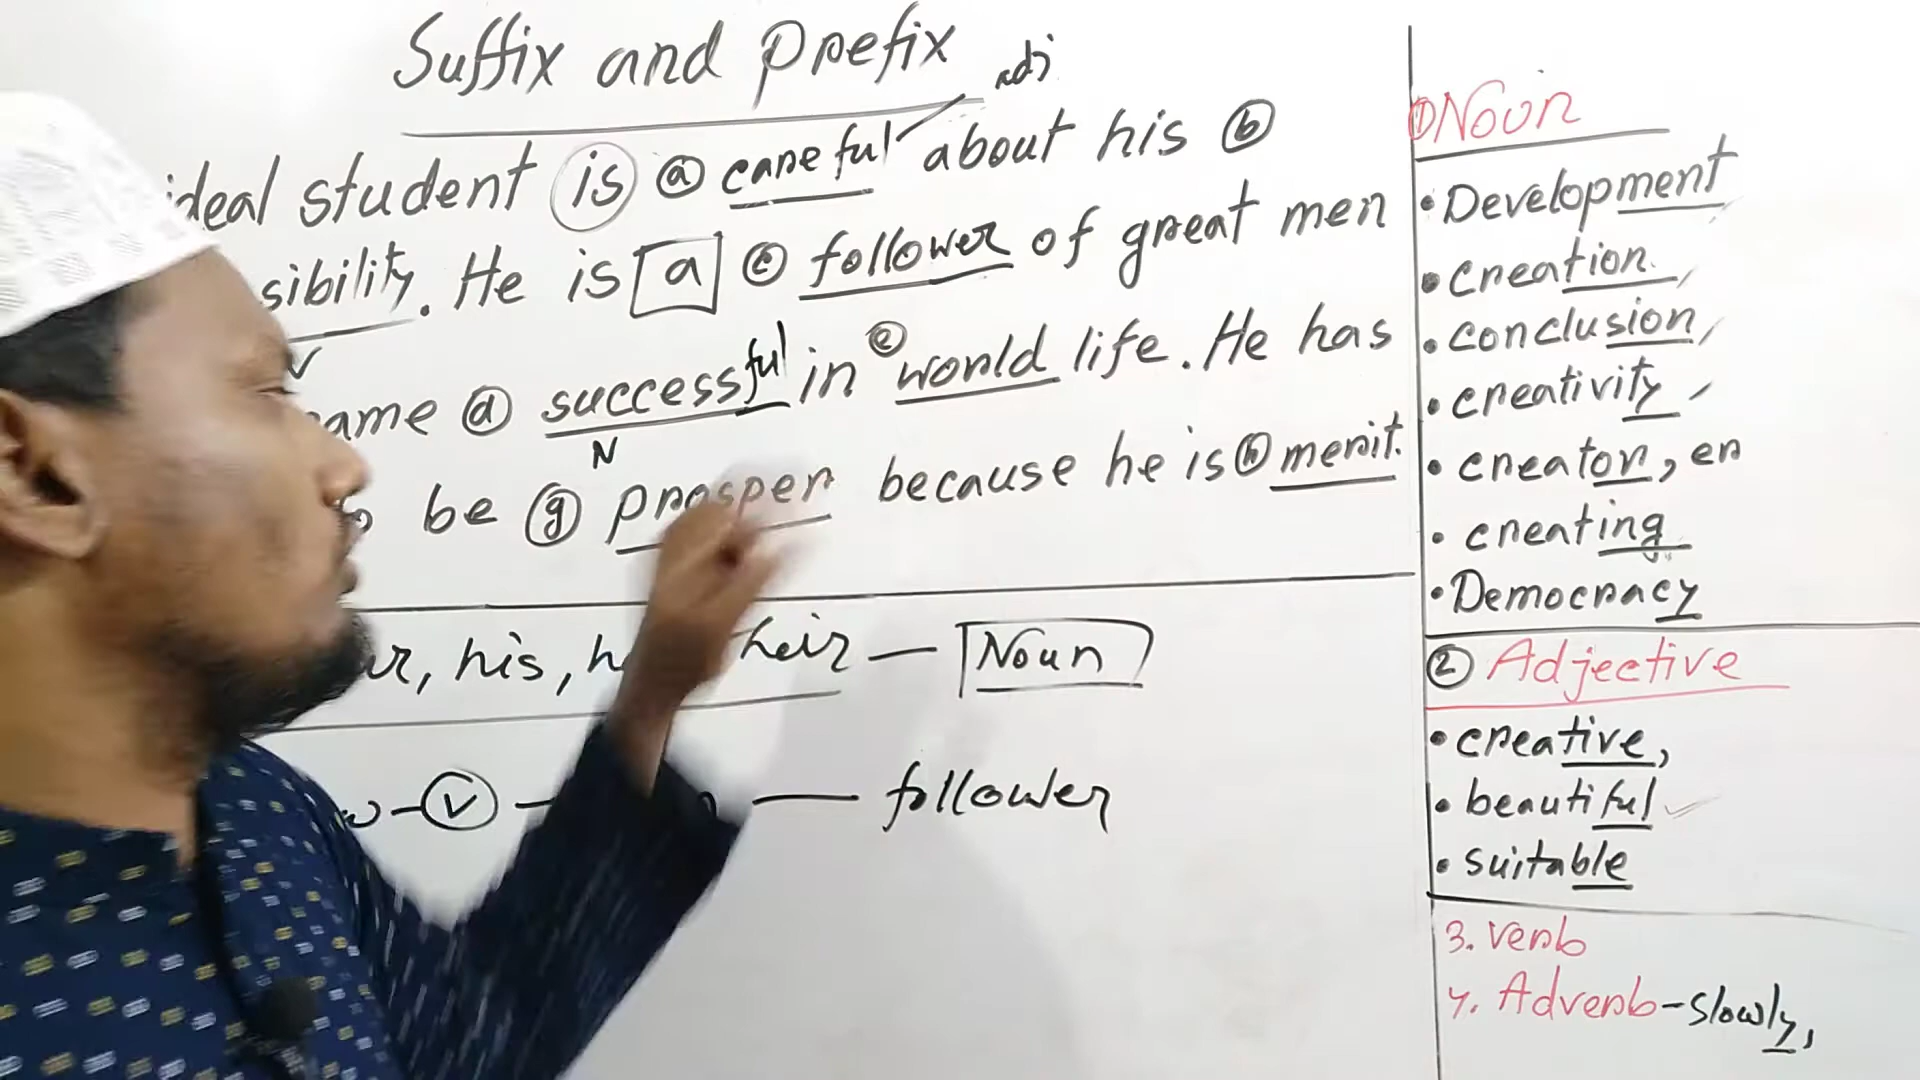 Suffix and Prefix
adj
ideal student is ⓐ careful about his ⓑ
sibility. He is a ⓒ follower of great men
v
ame ⓓ successful in ⓔ world life. He has
N
be ⓖ prosper because he is ⓗ merit.
his, heir — Noun
— V — — follower
① Noun
• Development
• creation,
• conclusion,
• creativity,
• creator, er
• creating
• Democracy
② Adjective
• creative,
• beautiful
• suitable
3. verb
4. Adverb - slowly,